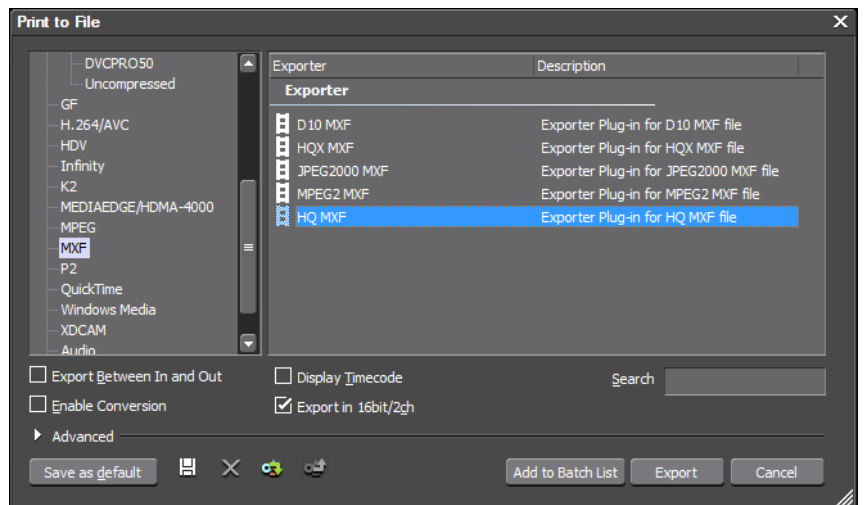 Print to File
X
DVCPRO50
Uncompressed
GF
H.264/AVC
HDV
Infinity
K2
MEDIAEDGE/HDMA-4000
MPEG
MXF
P2
QuickTime
Windows Media
XDCAM
Audio
Exporter Description
Exporter
D10 MXF Exporter Plug-in for D10 MXF file
HQX MXF Exporter Plug-in for HQX MXF file
JPEG2000 MXF Exporter Plug-in for JPEG2000 MXF file
MPEG2 MXF Exporter Plug-in for MPEG2 MXF file
HQ MXF Exporter Plug-in for HQ MXF file
Export Between In and Out Display Timecode Search
Enable Conversion Export in 16bit/2ch
Advanced
Save as default Add to Batch List Export Cancel